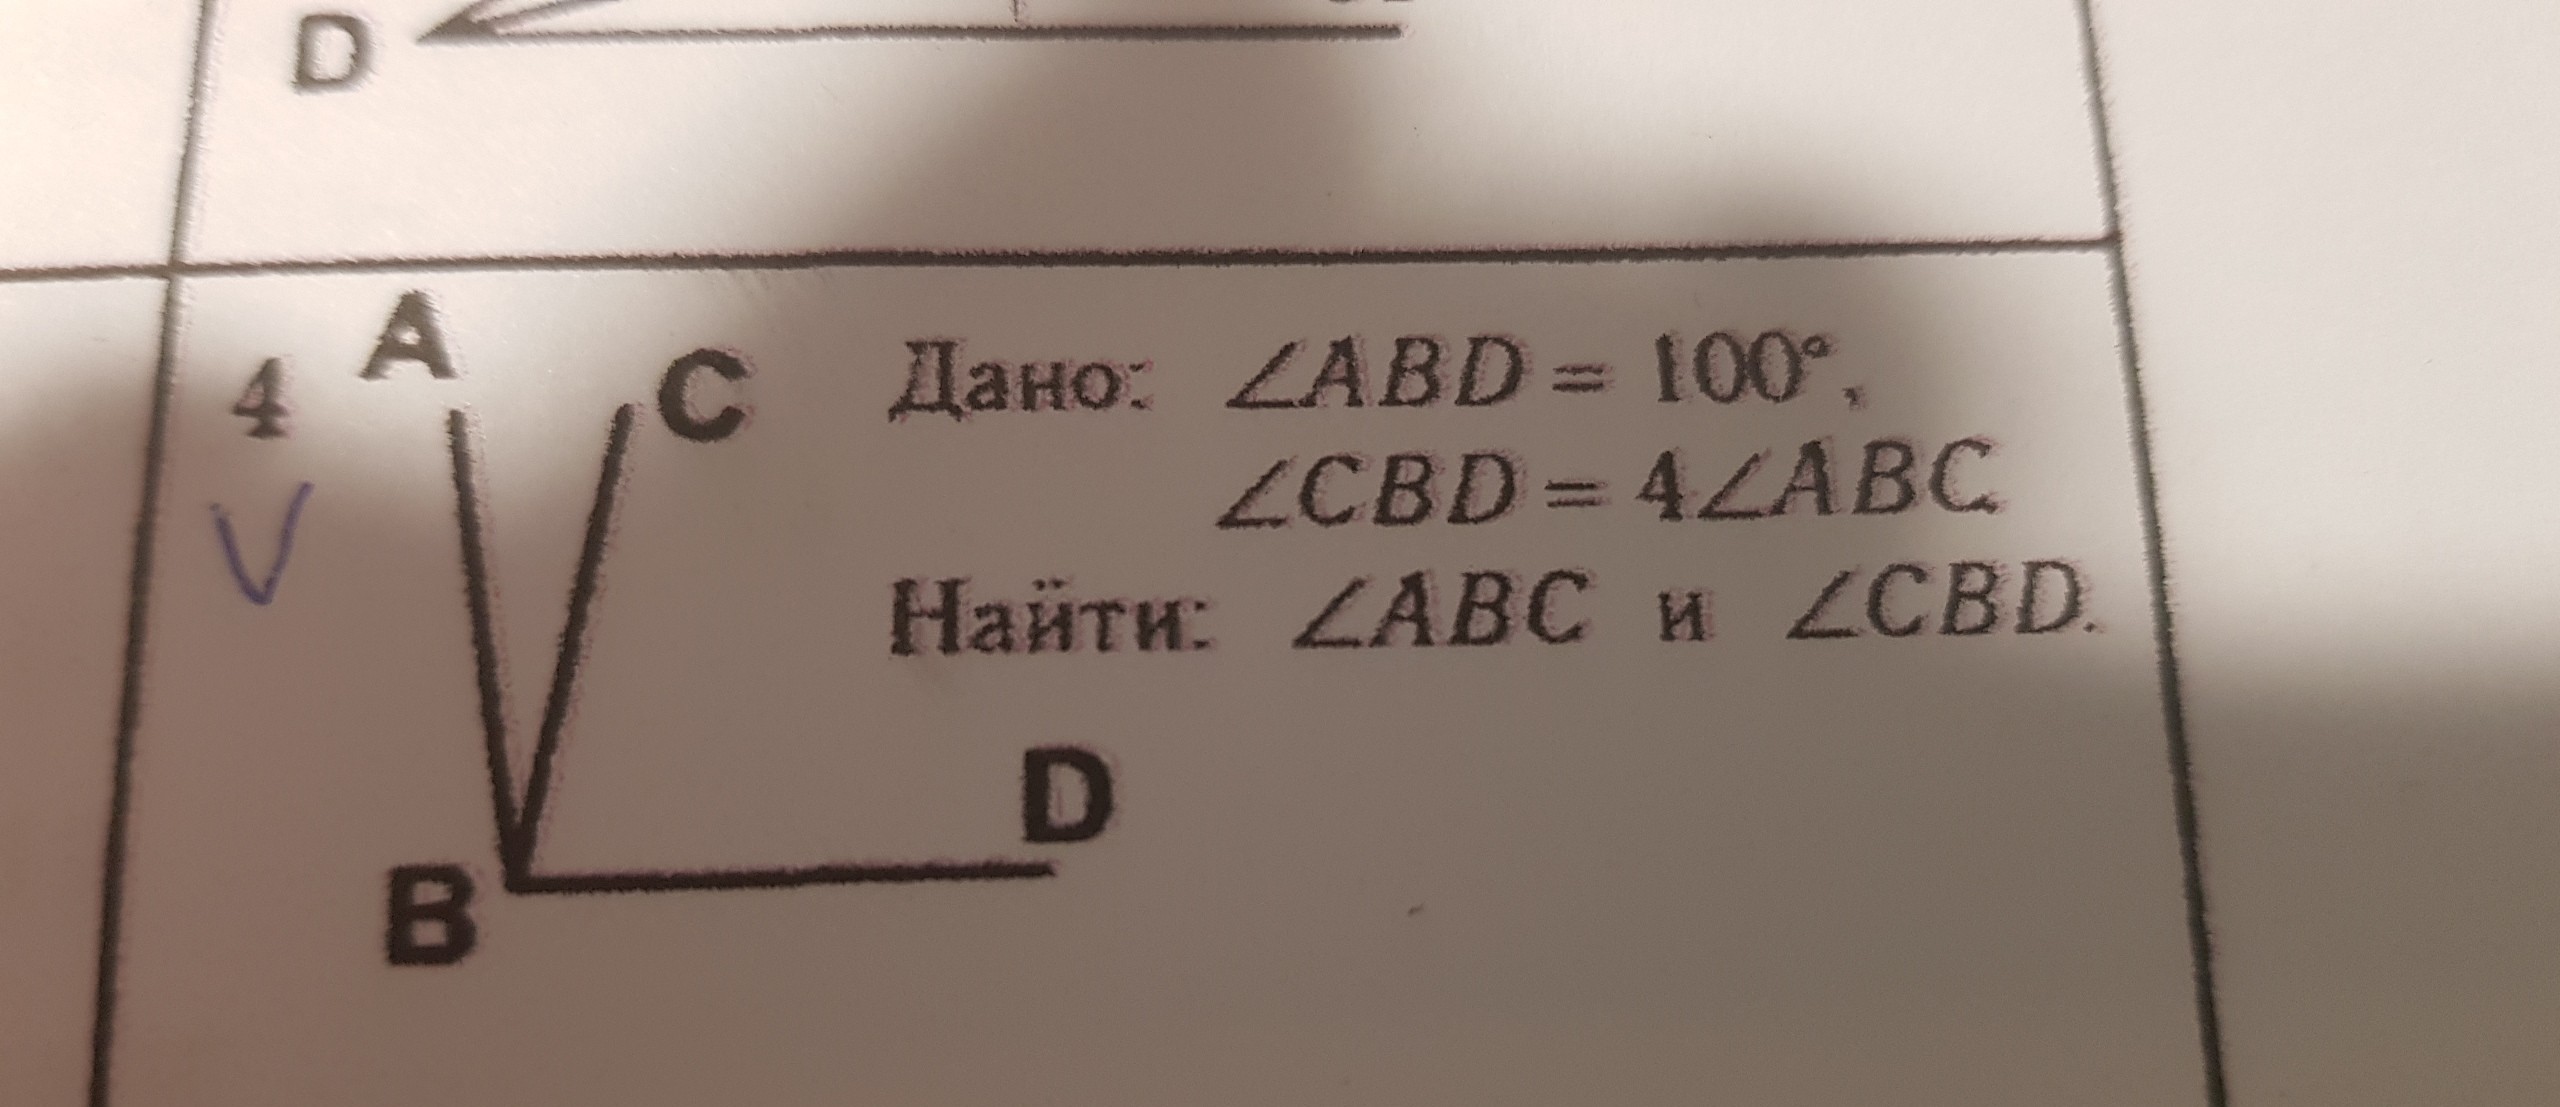 D
A
4
C
Дано: ∠ABD = 100°,
∠CBD = 4∠ABC.
V
Найти: ∠ABC и ∠CBD.
D
B